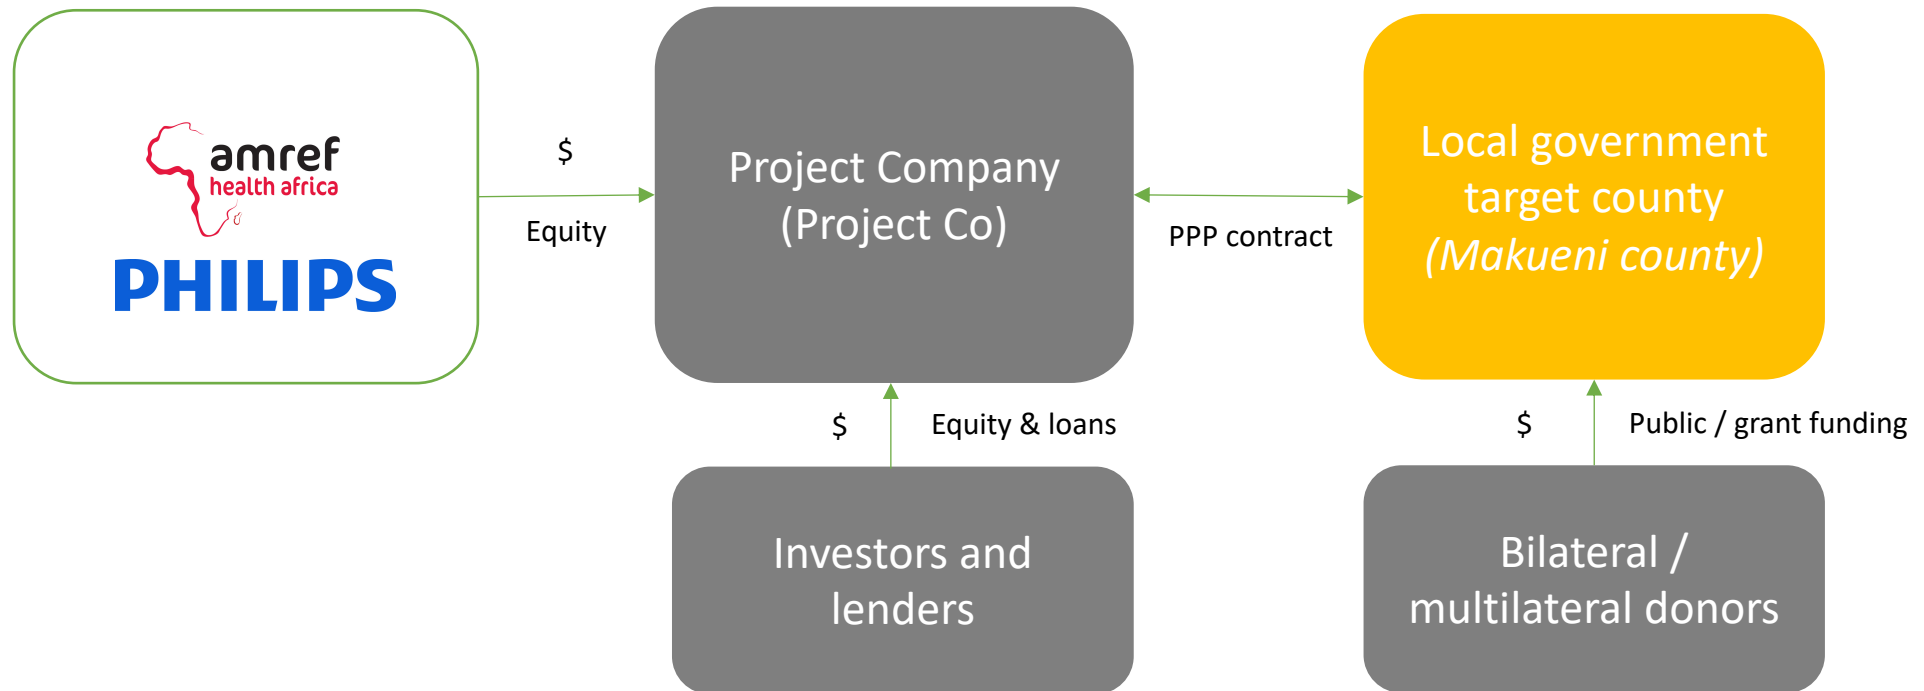 amref
health africa
PHILIPS
$
Equity
Project Company
(Project Co)
PPP contract
Local government
target county
(Makueni county)
$
Equity & loans
$
Public / grant funding
Investors and
lenders
Bilateral /
multilateral donors